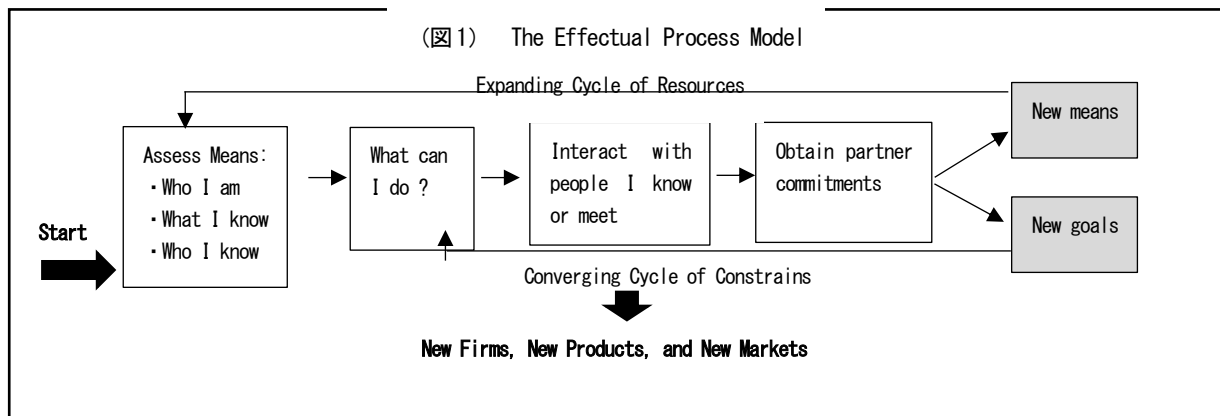 (図1) The Effectual Process Model
Expanding Cycle of Resources
New means
Assess Means:
・Who I am
・What I know
・Who I know
What can
I do ?
Interact with
people I know
or meet
Obtain partner
commitments
Start
New goals
Converging Cycle of Constrains
New Firms, New Products, and New Markets